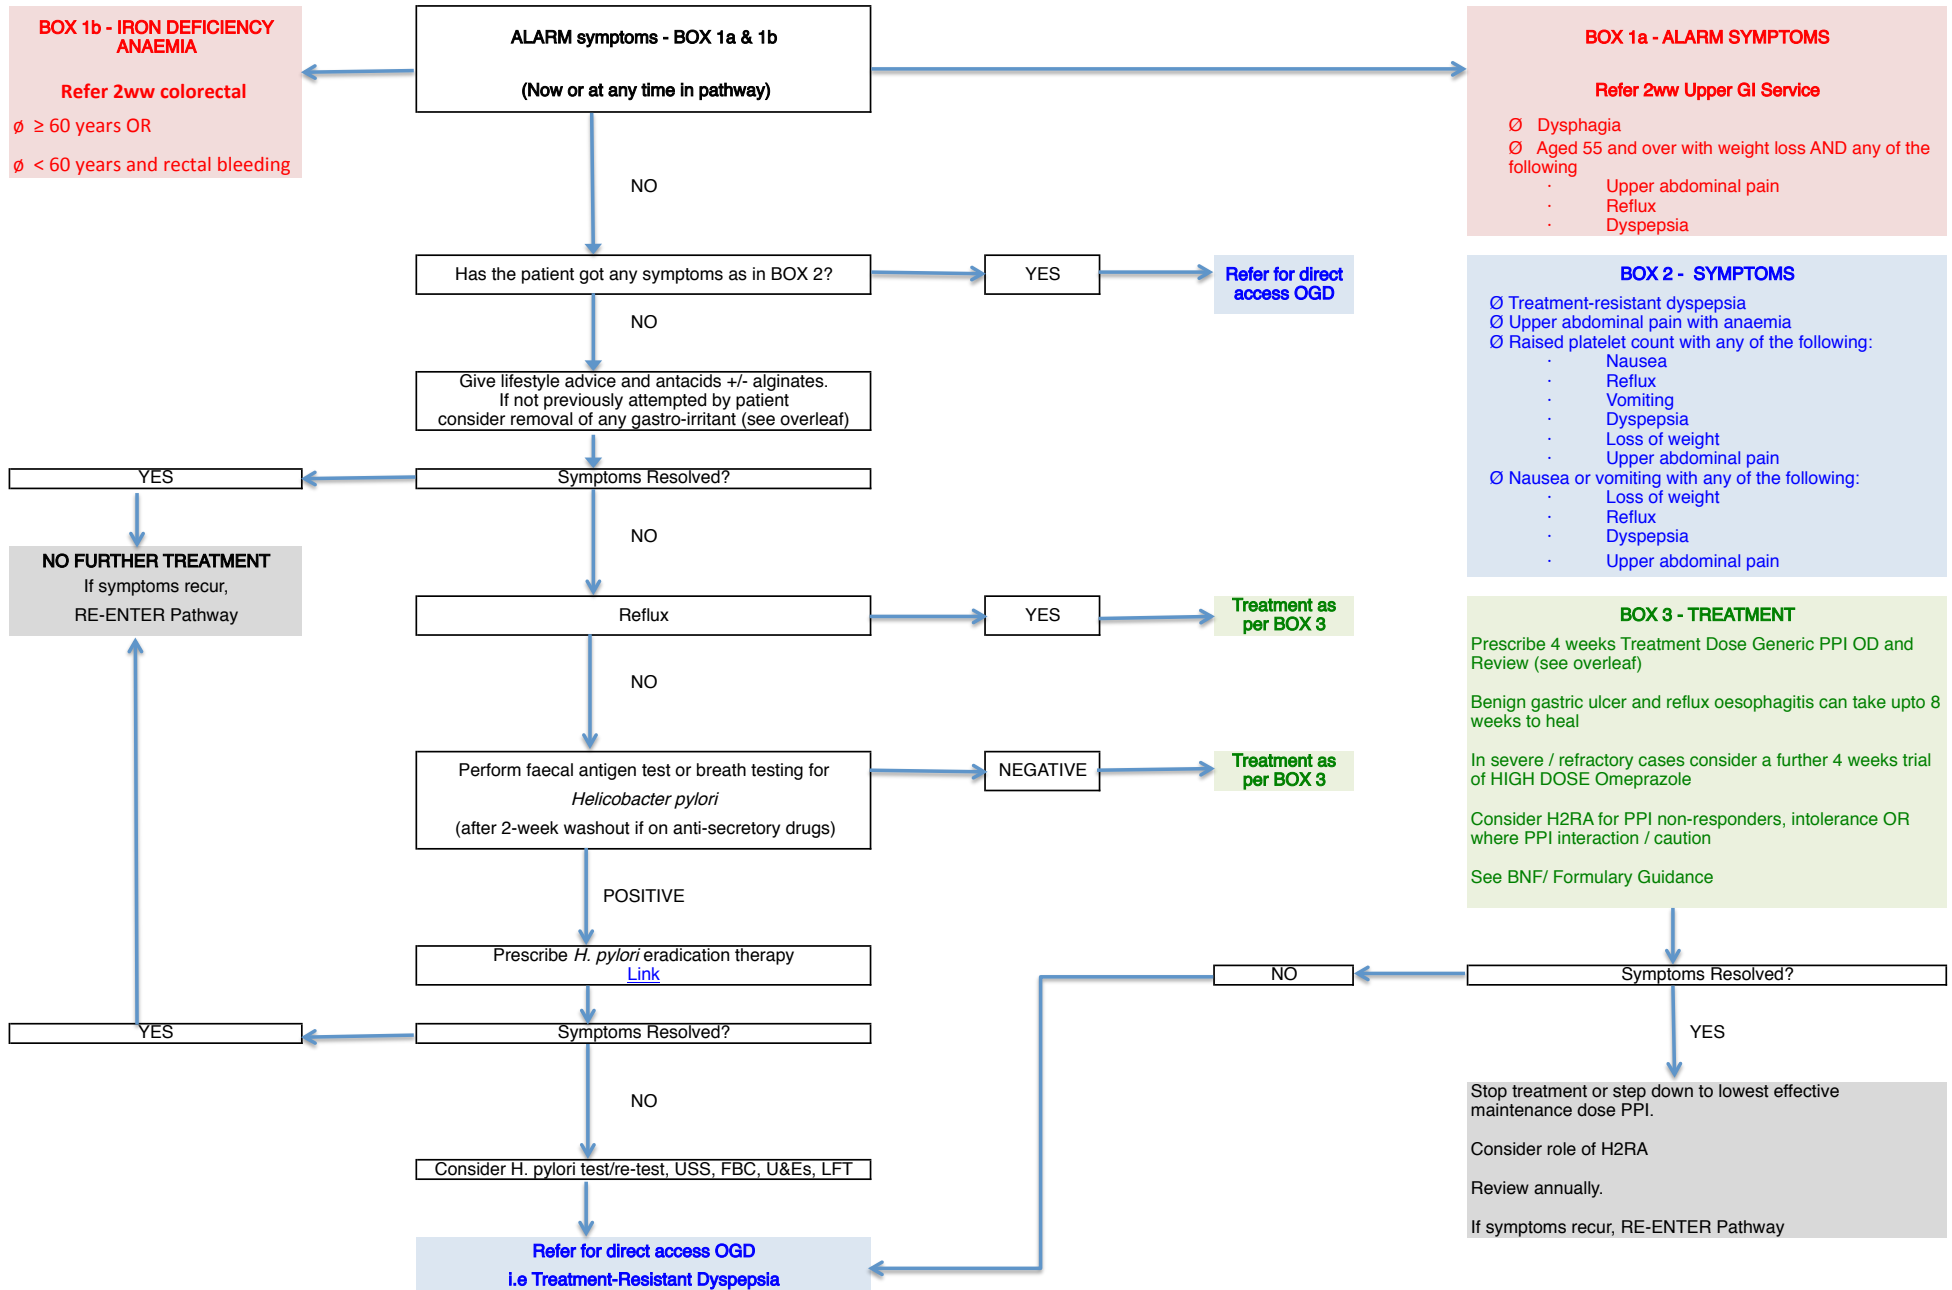 BOX 1b - IRON DEFICIENCY
ANAEMIA
Refer 2ww colorectal
ø ≥ 60 years OR
ø < 60 years and rectal bleeding
ALARM symptoms - BOX 1a & 1b
(Now or at any time in pathway)
BOX 1a - ALARM SYMPTOMS
Refer 2ww Upper GI Service
Ø Dysphagia
Ø Aged 55 and over with weight loss AND any of the
following
· Upper abdominal pain
· Reflux
· Dyspepsia
NO
Has the patient got any symptoms as in BOX 2?
YES
Refer for direct
access OGD
BOX 2 - SYMPTOMS
Ø Treatment-resistant dyspepsia
Ø Upper abdominal pain with anaemia
Ø Raised platelet count with any of the following:
· Nausea
· Reflux
· Vomiting
· Dyspepsia
· Loss of weight
· Upper abdominal pain
Ø Nausea or vomiting with any of the following:
· Loss of weight
· Reflux
· Dyspepsia
· Upper abdominal pain
NO
Give lifestyle advice and antacids +/- alginates.
If not previously attempted by patient
consider removal of any gastro-irritant (see overleaf)
YES
Symptoms Resolved?
NO
NO FURTHER TREATMENT
If symptoms recur,
RE-ENTER Pathway
Reflux
YES
Treatment as
per BOX 3
BOX 3 - TREATMENT
Prescribe 4 weeks Treatment Dose Generic PPI OD and
Review (see overleaf)
Benign gastric ulcer and reflux oesophagitis can take upto 8
weeks to heal
In severe / refractory cases consider a further 4 weeks trial
of HIGH DOSE Omeprazole
Consider H2RA for PPI non-responders, intolerance OR
where PPI interaction / caution
See BNF/ Formulary Guidance
NO
Perform faecal antigen test or breath testing for
Helicobacter pylori
(after 2-week washout if on anti-secretory drugs)
NEGATIVE
Treatment as
per BOX 3
POSITIVE
Prescribe H. pylori eradication therapy
Link
NO
Symptoms Resolved?
YES
Symptoms Resolved?
YES
NO
Stop treatment or step down to lowest effective
maintenance dose PPI.
Consider role of H2RA
Review annually.
If symptoms recur, RE-ENTER Pathway
Consider H. pylori test/re-test, USS, FBC, U&Es, LFT
Refer for direct access OGD
i.e Treatment-Resistant Dyspepsia